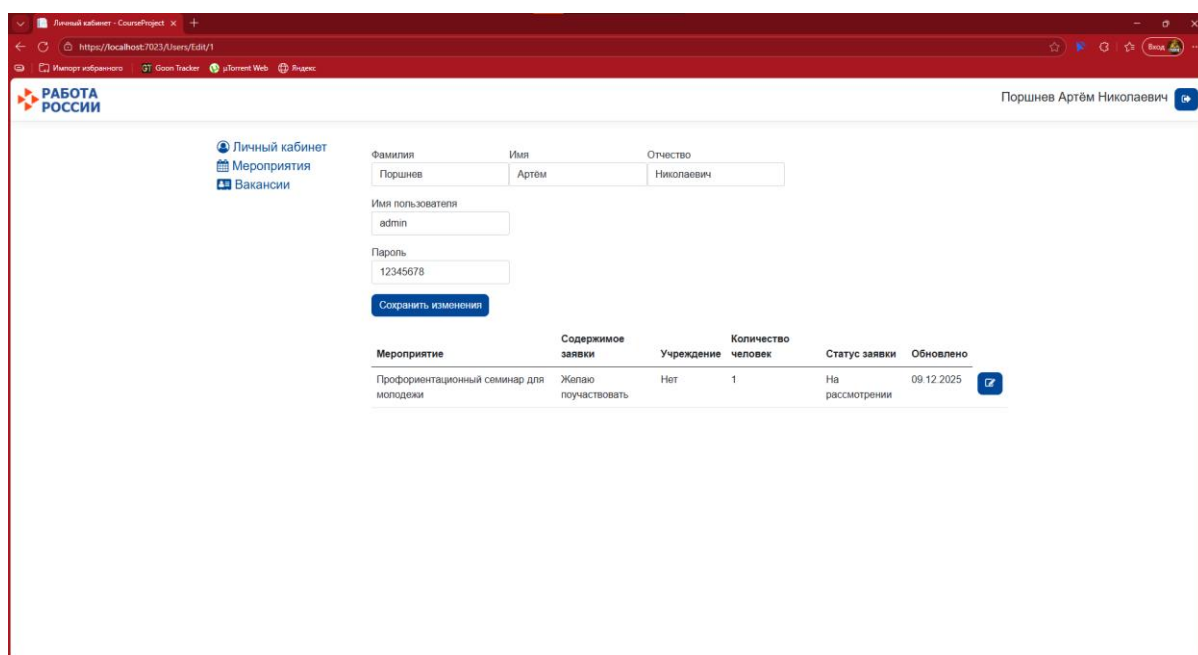 Личный кабинет - CourseProject
https://localhost:7023/Users/Edit/1
Вход
Импорт избранного GT Goon Tracker µTorrent Web Яндекс
РАБОТА
РОССИИ
Поршнев Артём Николаевич
Личный кабинет
Мероприятия
Вакансии
Фамилия Имя Отчество
Поршнев Артём Николаевич
Имя пользователя
admin
Пароль
12345678
Сохранить изменения
Мероприятие Содержимое заявки Учреждение Количество человек Статус заявки Обновлено
Профориентационный семинар для молодежи Желаю поучаствовать Нет 1 На рассмотрении 09.12.2025